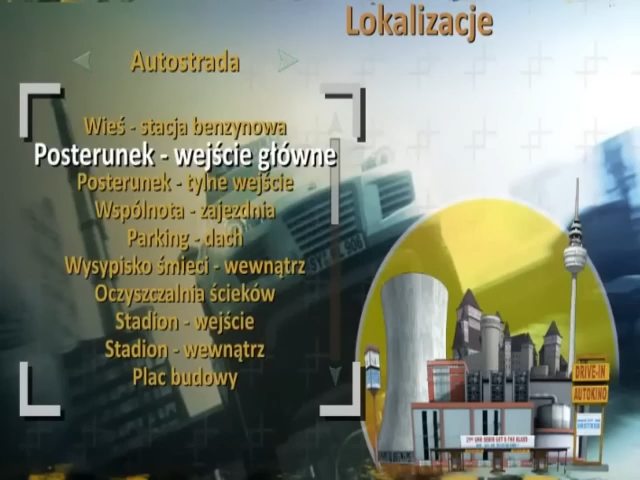 Lokalizacje
Autostrada
Wieś - stacja benzynowa
Posterunek - wejście główne
Posterunek - tylne wejście
Wspólnota - zajezdnia
Parking - dach
Wysypisko śmieci - wewnątrz
Oczyszczalnia ścieków
Stadion - wejście
Stadion - wewnątrz
Plac budowy
DRIVE-IN
AUTOKINO